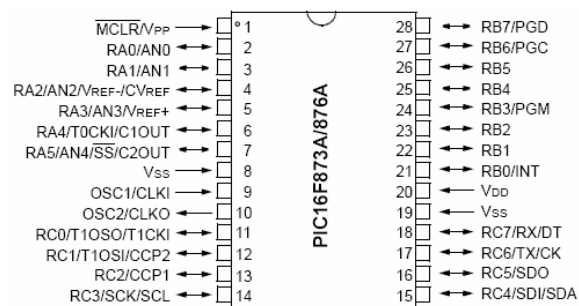 M̅C̅L̅R̅/VPP 1 28 RB7/PGD
RA0/AN0 2 27 RB6/PGC
RA1/AN1 3 26 RB5
RA2/AN2/VREF-/CVREF 4 25 RB4
RA3/AN3/VREF+ 5 24 RB3/PGM
RA4/T0CKI/C1OUT 6 23 RB2
RA5/AN4/S̅S̅/C2OUT 7 22 RB1
VSS 8 21 RB0/INT
OSC1/CLKI 9 20 VDD
OSC2/CLKO 10 19 VSS
RC0/T1OSO/T1CKI 11 18 RC7/RX/DT
RC1/T1OSI/CCP2 12 17 RC6/TX/CK
RC2/CCP1 13 16 RC5/SDO
RC3/SCK/SCL 14 15 RC4/SDI/SDA
PIC16F873A/876A